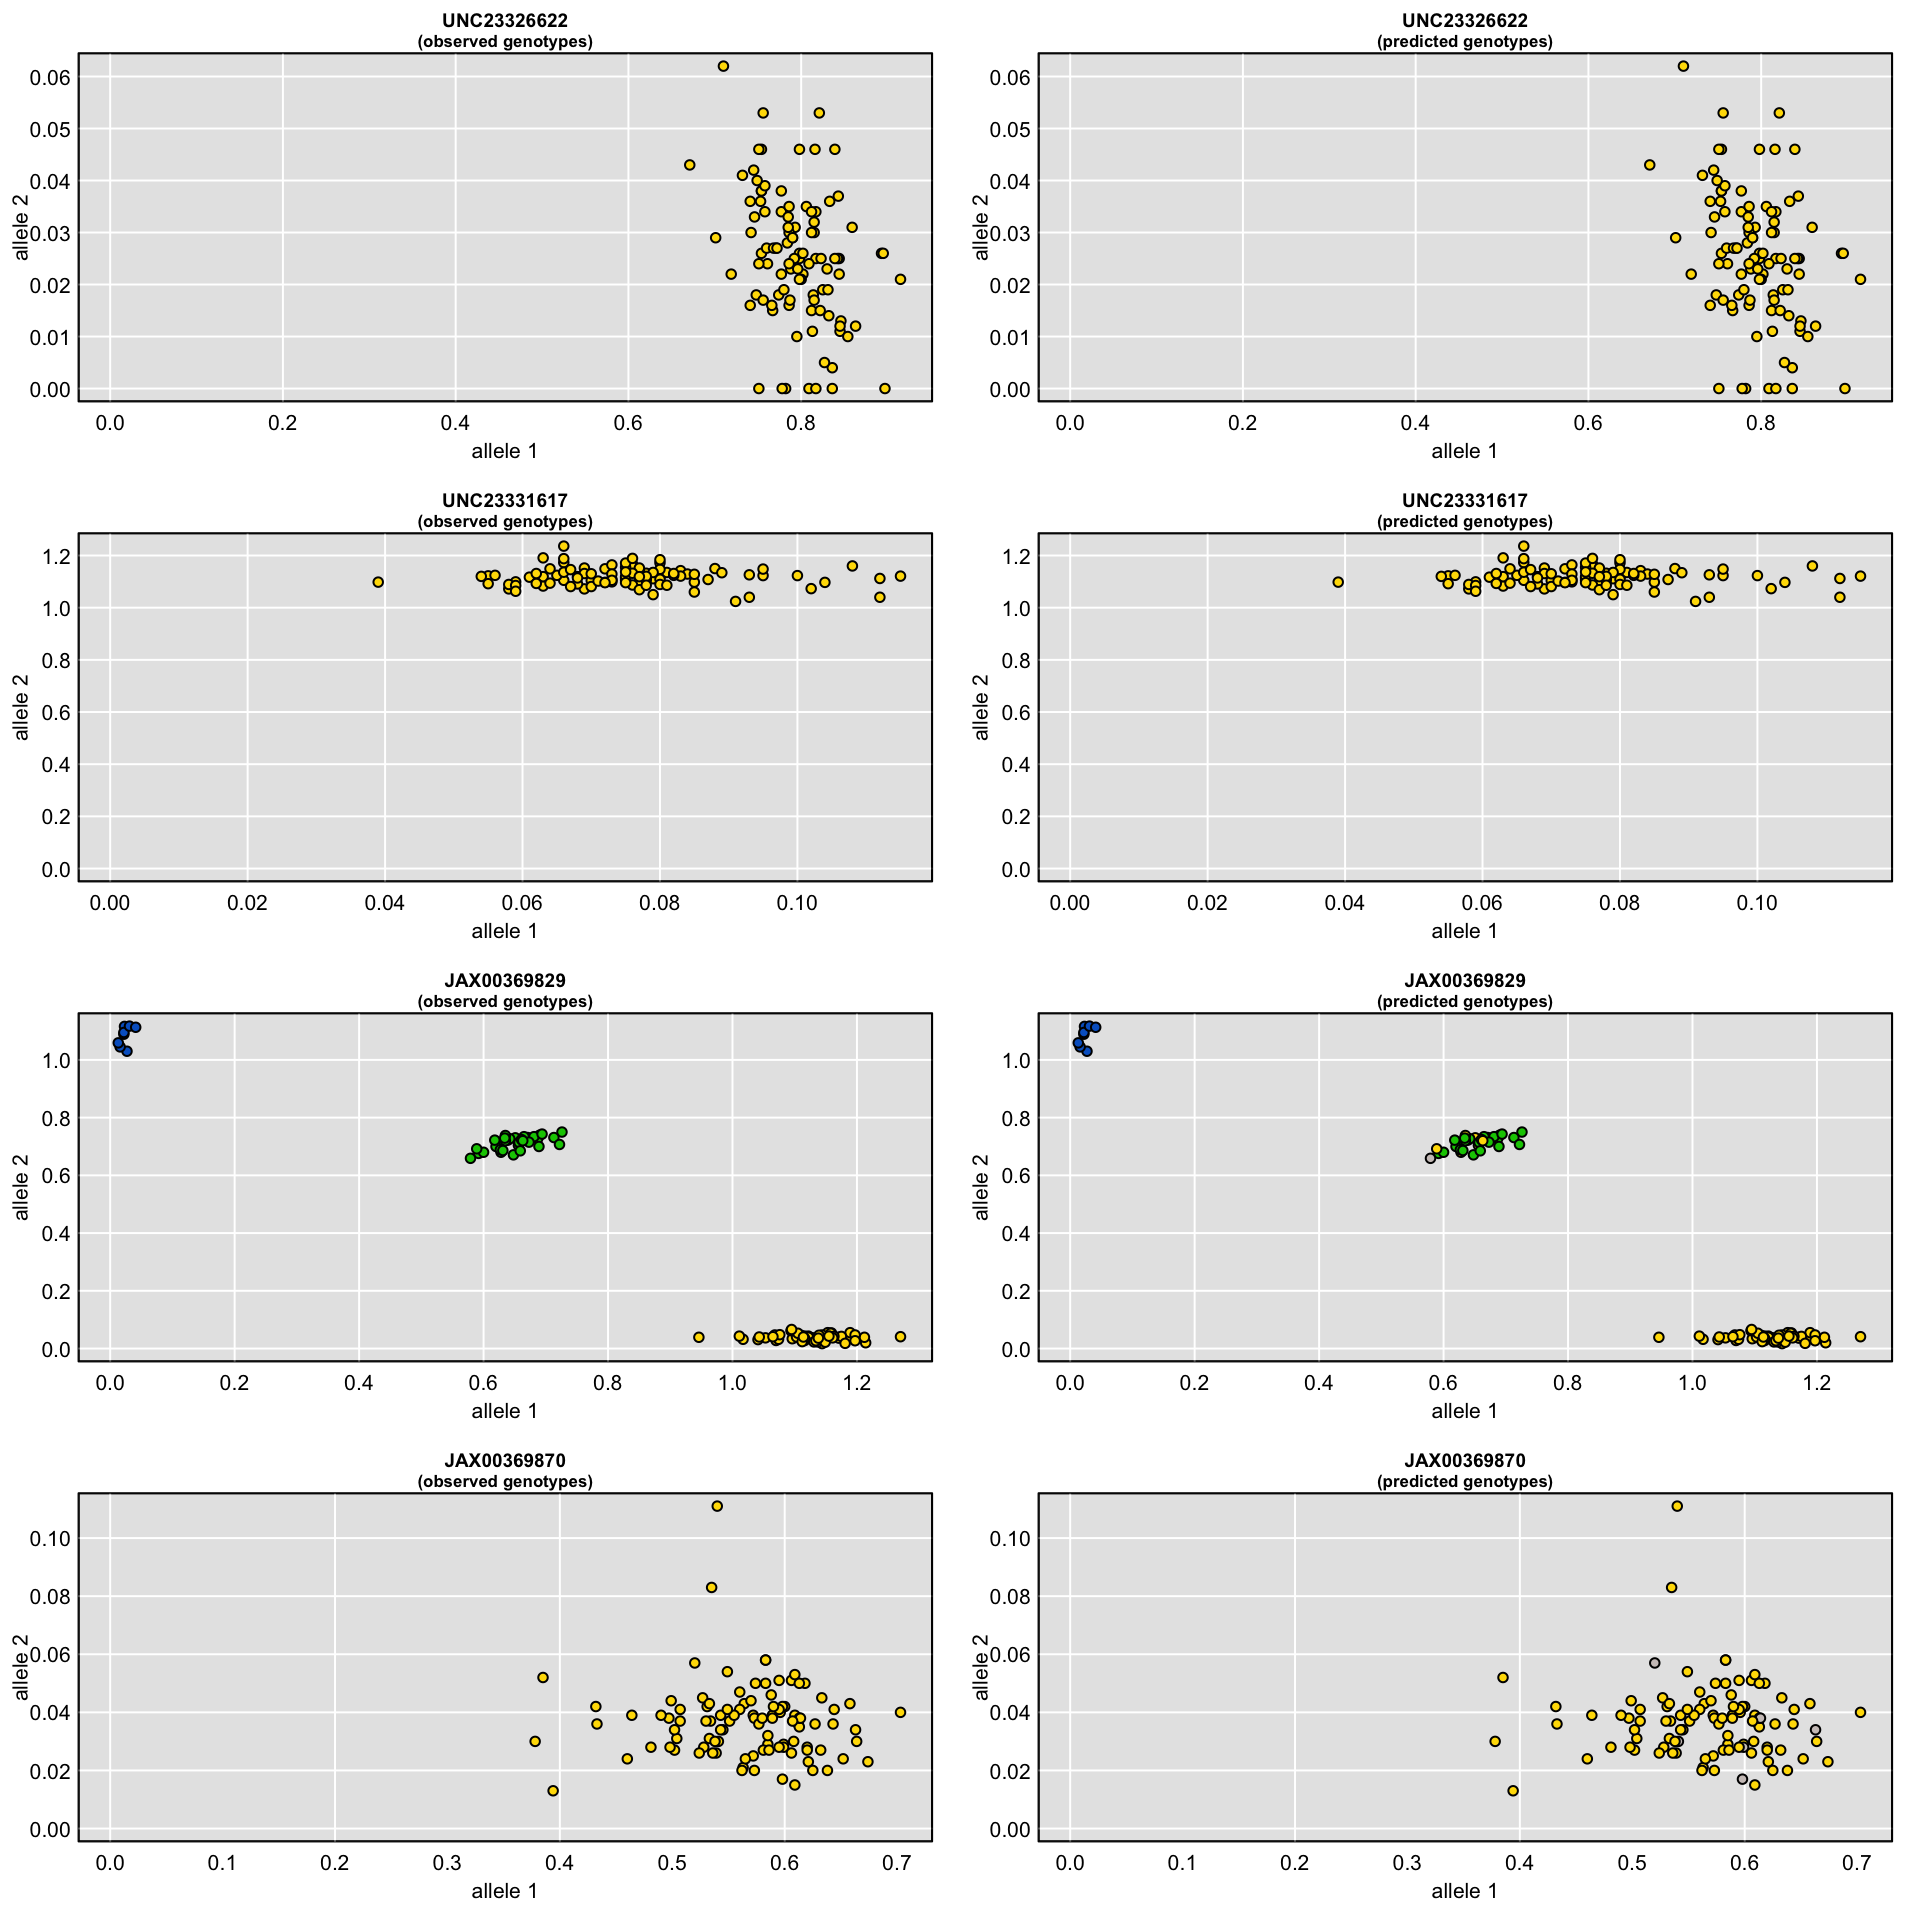 UNC23326622
(observed genotypes)
0.06
0.05
0.04
0.03
0.02
0.01
0.00
allele 2
0.0 0.2 0.4 0.6 0.8
allele 1
UNC23326622
(predicted genotypes)
0.06
0.05
0.04
0.03
0.02
0.01
0.00
allele 2
0.0 0.2 0.4 0.6 0.8
allele 1
UNC23331617
(observed genotypes)
1.2
1.0
0.8
0.6
0.4
0.2
0.0
allele 2
0.00 0.02 0.04 0.06 0.08 0.10
allele 1
UNC23331617
(predicted genotypes)
1.2
1.0
0.8
0.6
0.4
0.2
0.0
allele 2
0.00 0.02 0.04 0.06 0.08 0.10
allele 1
JAX00369829
(observed genotypes)
1.0
0.8
0.6
0.4
0.2
0.0
allele 2
0.0 0.2 0.4 0.6 0.8 1.0 1.2
allele 1
JAX00369829
(predicted genotypes)
1.0
0.8
0.6
0.4
0.2
0.0
allele 2
0.0 0.2 0.4 0.6 0.8 1.0 1.2
allele 1
JAX00369870
(observed genotypes)
0.10
0.08
0.06
0.04
0.02
0.00
allele 2
0.0 0.1 0.2 0.3 0.4 0.5 0.6 0.7
allele 1
JAX00369870
(predicted genotypes)
0.10
0.08
0.06
0.04
0.02
0.00
allele 2
0.0 0.1 0.2 0.3 0.4 0.5 0.6 0.7
allele 1